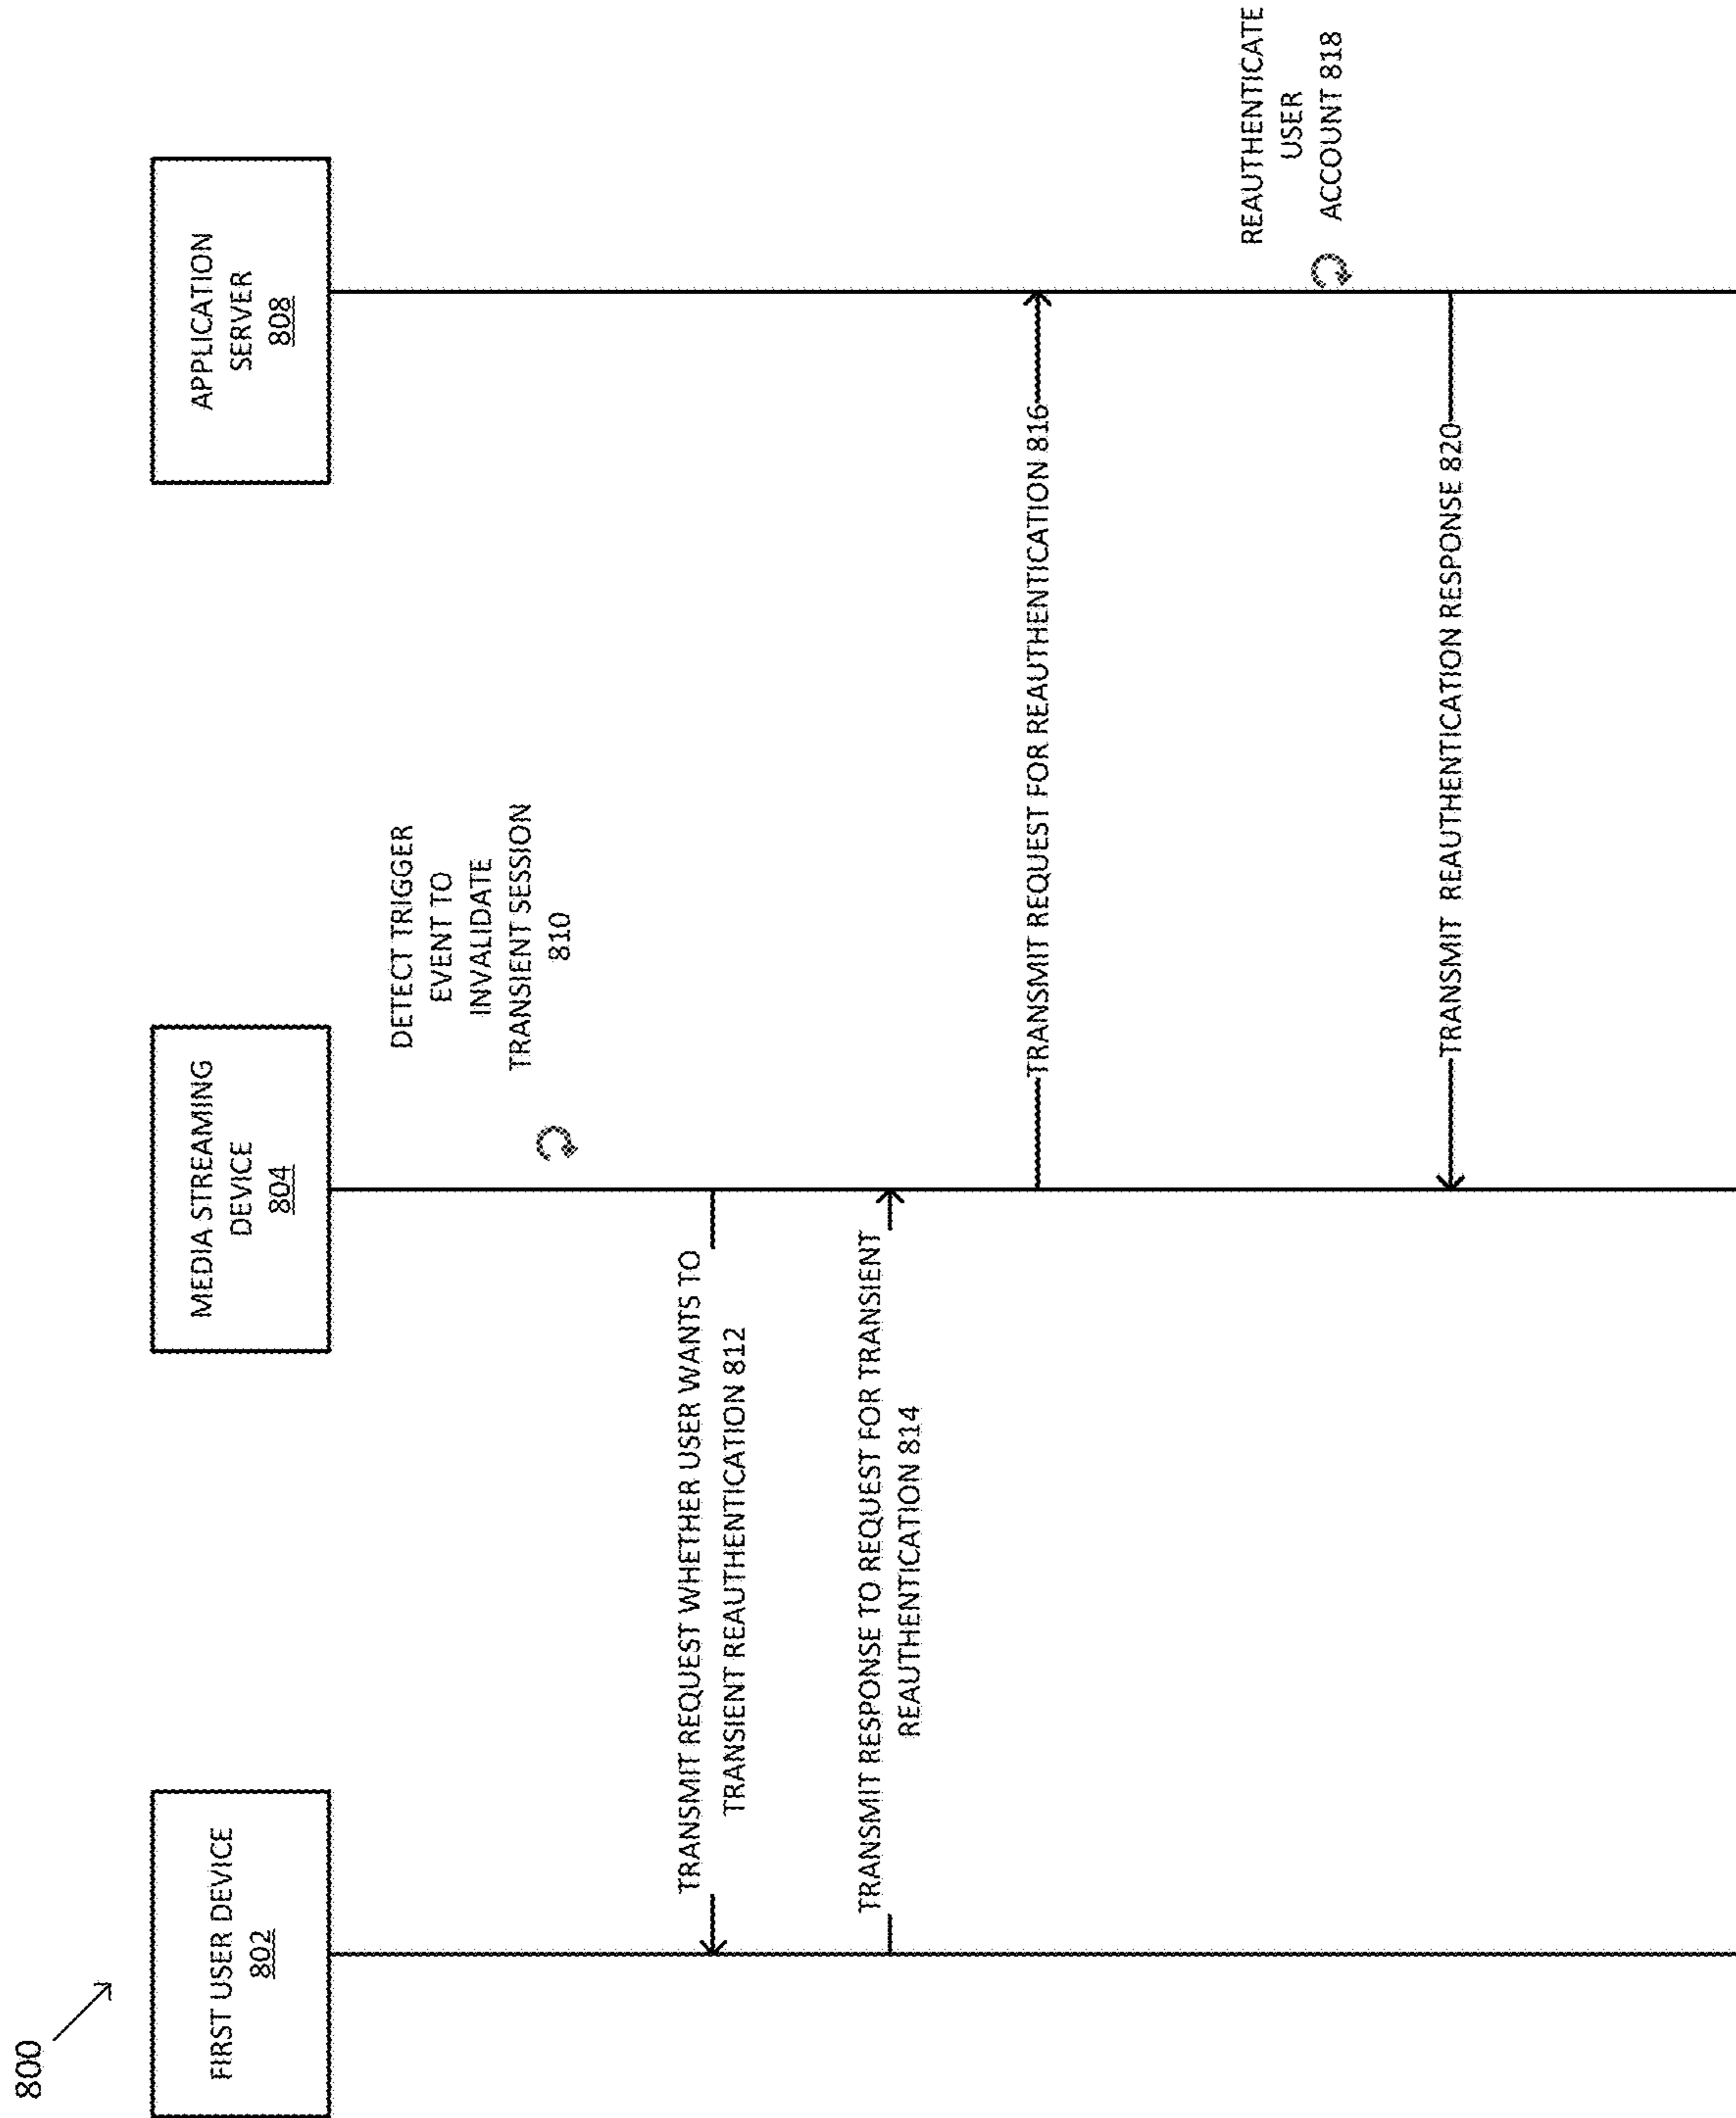 800
FIRST USER DEVICE
802
MEDIA STREAMING
DEVICE
804
APPLICATION
SERVER
808
DETECT TRIGGER
EVENT TO
INVALIDATE
TRANSIENT SESSION
810
TRANSMIT REQUEST WHETHER USER WANTS TO
TRANSIENT REAUTHENTICATION 812
TRANSMIT RESPONSE TO REQUEST FOR TRANSIENT
REAUTHENTICATION 814
TRANSMIT REQUEST FOR REAUTHENTICATION 816
REAUTHENTICATE
USER
ACCOUNT 818
TRANSMIT REAUTHENTICATION RESPONSE 820